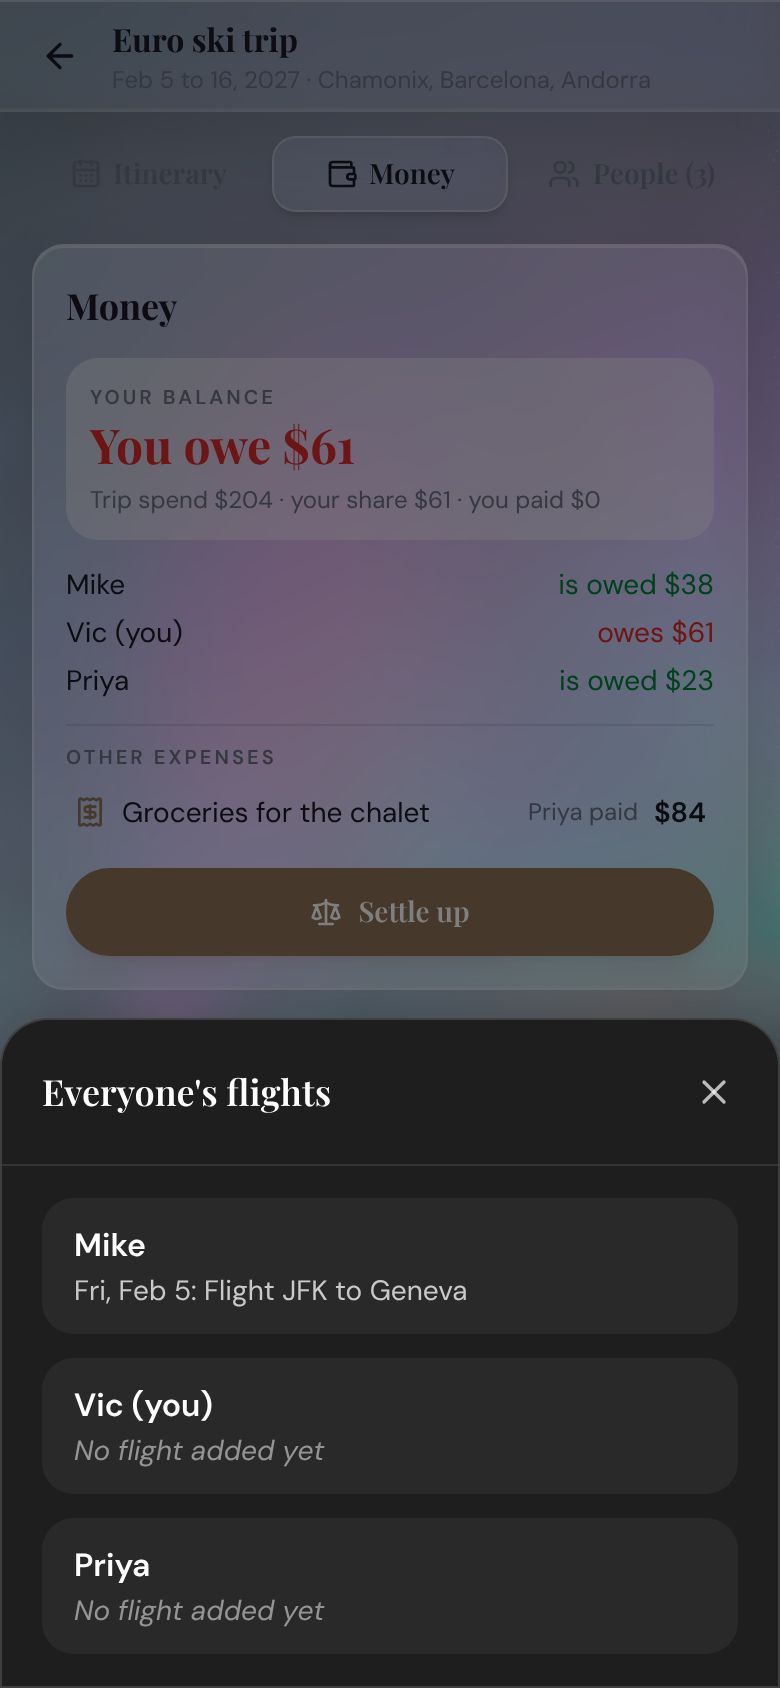 Euro ski trip
Feb 5 to 16, 2027 · Chamonix, Barcelona, Andorra
Itinerary
Money
People (3)
Money
YOUR BALANCE
You owe $61
Trip spend $204 · your share $61 · you paid $0
Mike is owed $38
Vic (you) owes $61
Priya is owed $23
OTHER EXPENSES
Groceries for the chalet Priya paid $84
Settle up
Everyone's flights
Mike
Fri, Feb 5: Flight JFK to Geneva
Vic (you)
No flight added yet
Priya
No flight added yet